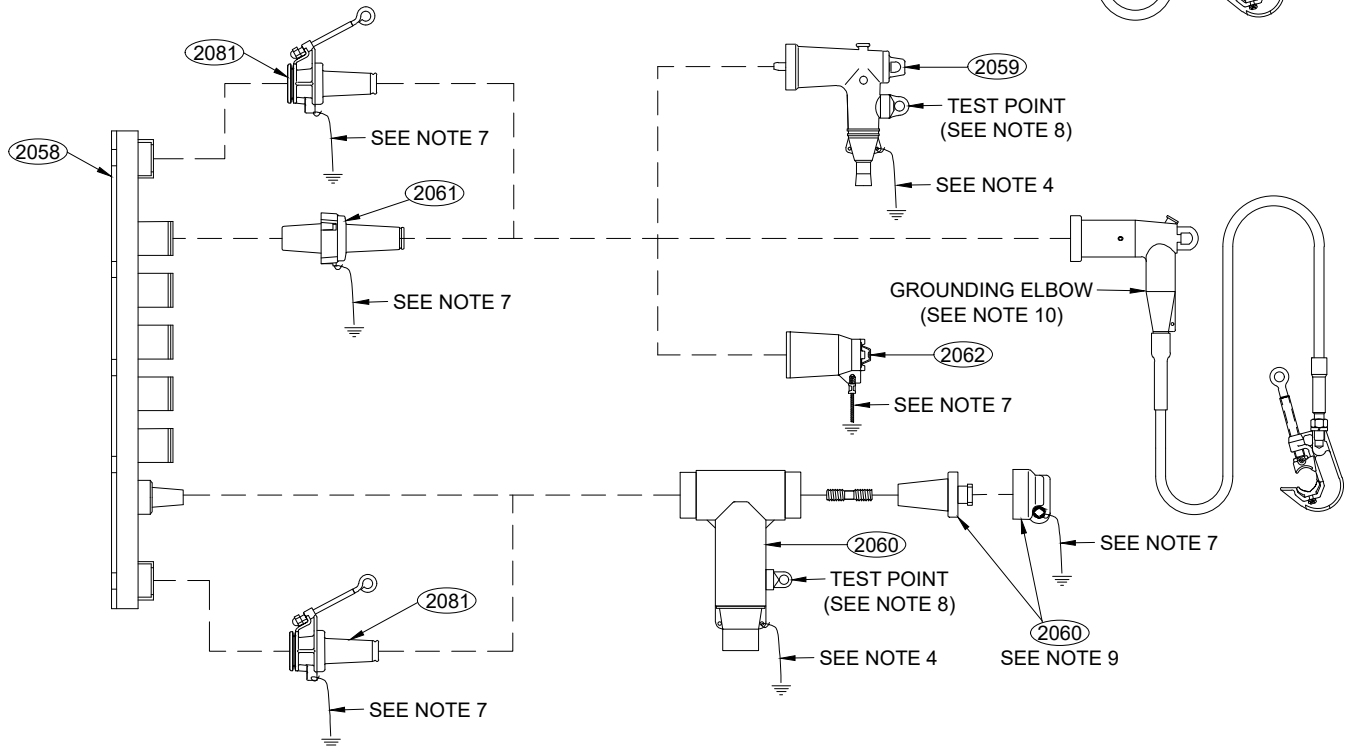 2081
SEE NOTE 7
2058
2061
SEE NOTE 7
2059
TEST POINT
(SEE NOTE 8)
SEE NOTE 4
GROUNDING ELBOW
(SEE NOTE 10)
2062
SEE NOTE 7
2060
TEST POINT
(SEE NOTE 8)
SEE NOTE 4
SEE NOTE 7
2060
SEE NOTE 9
2081
SEE NOTE 7